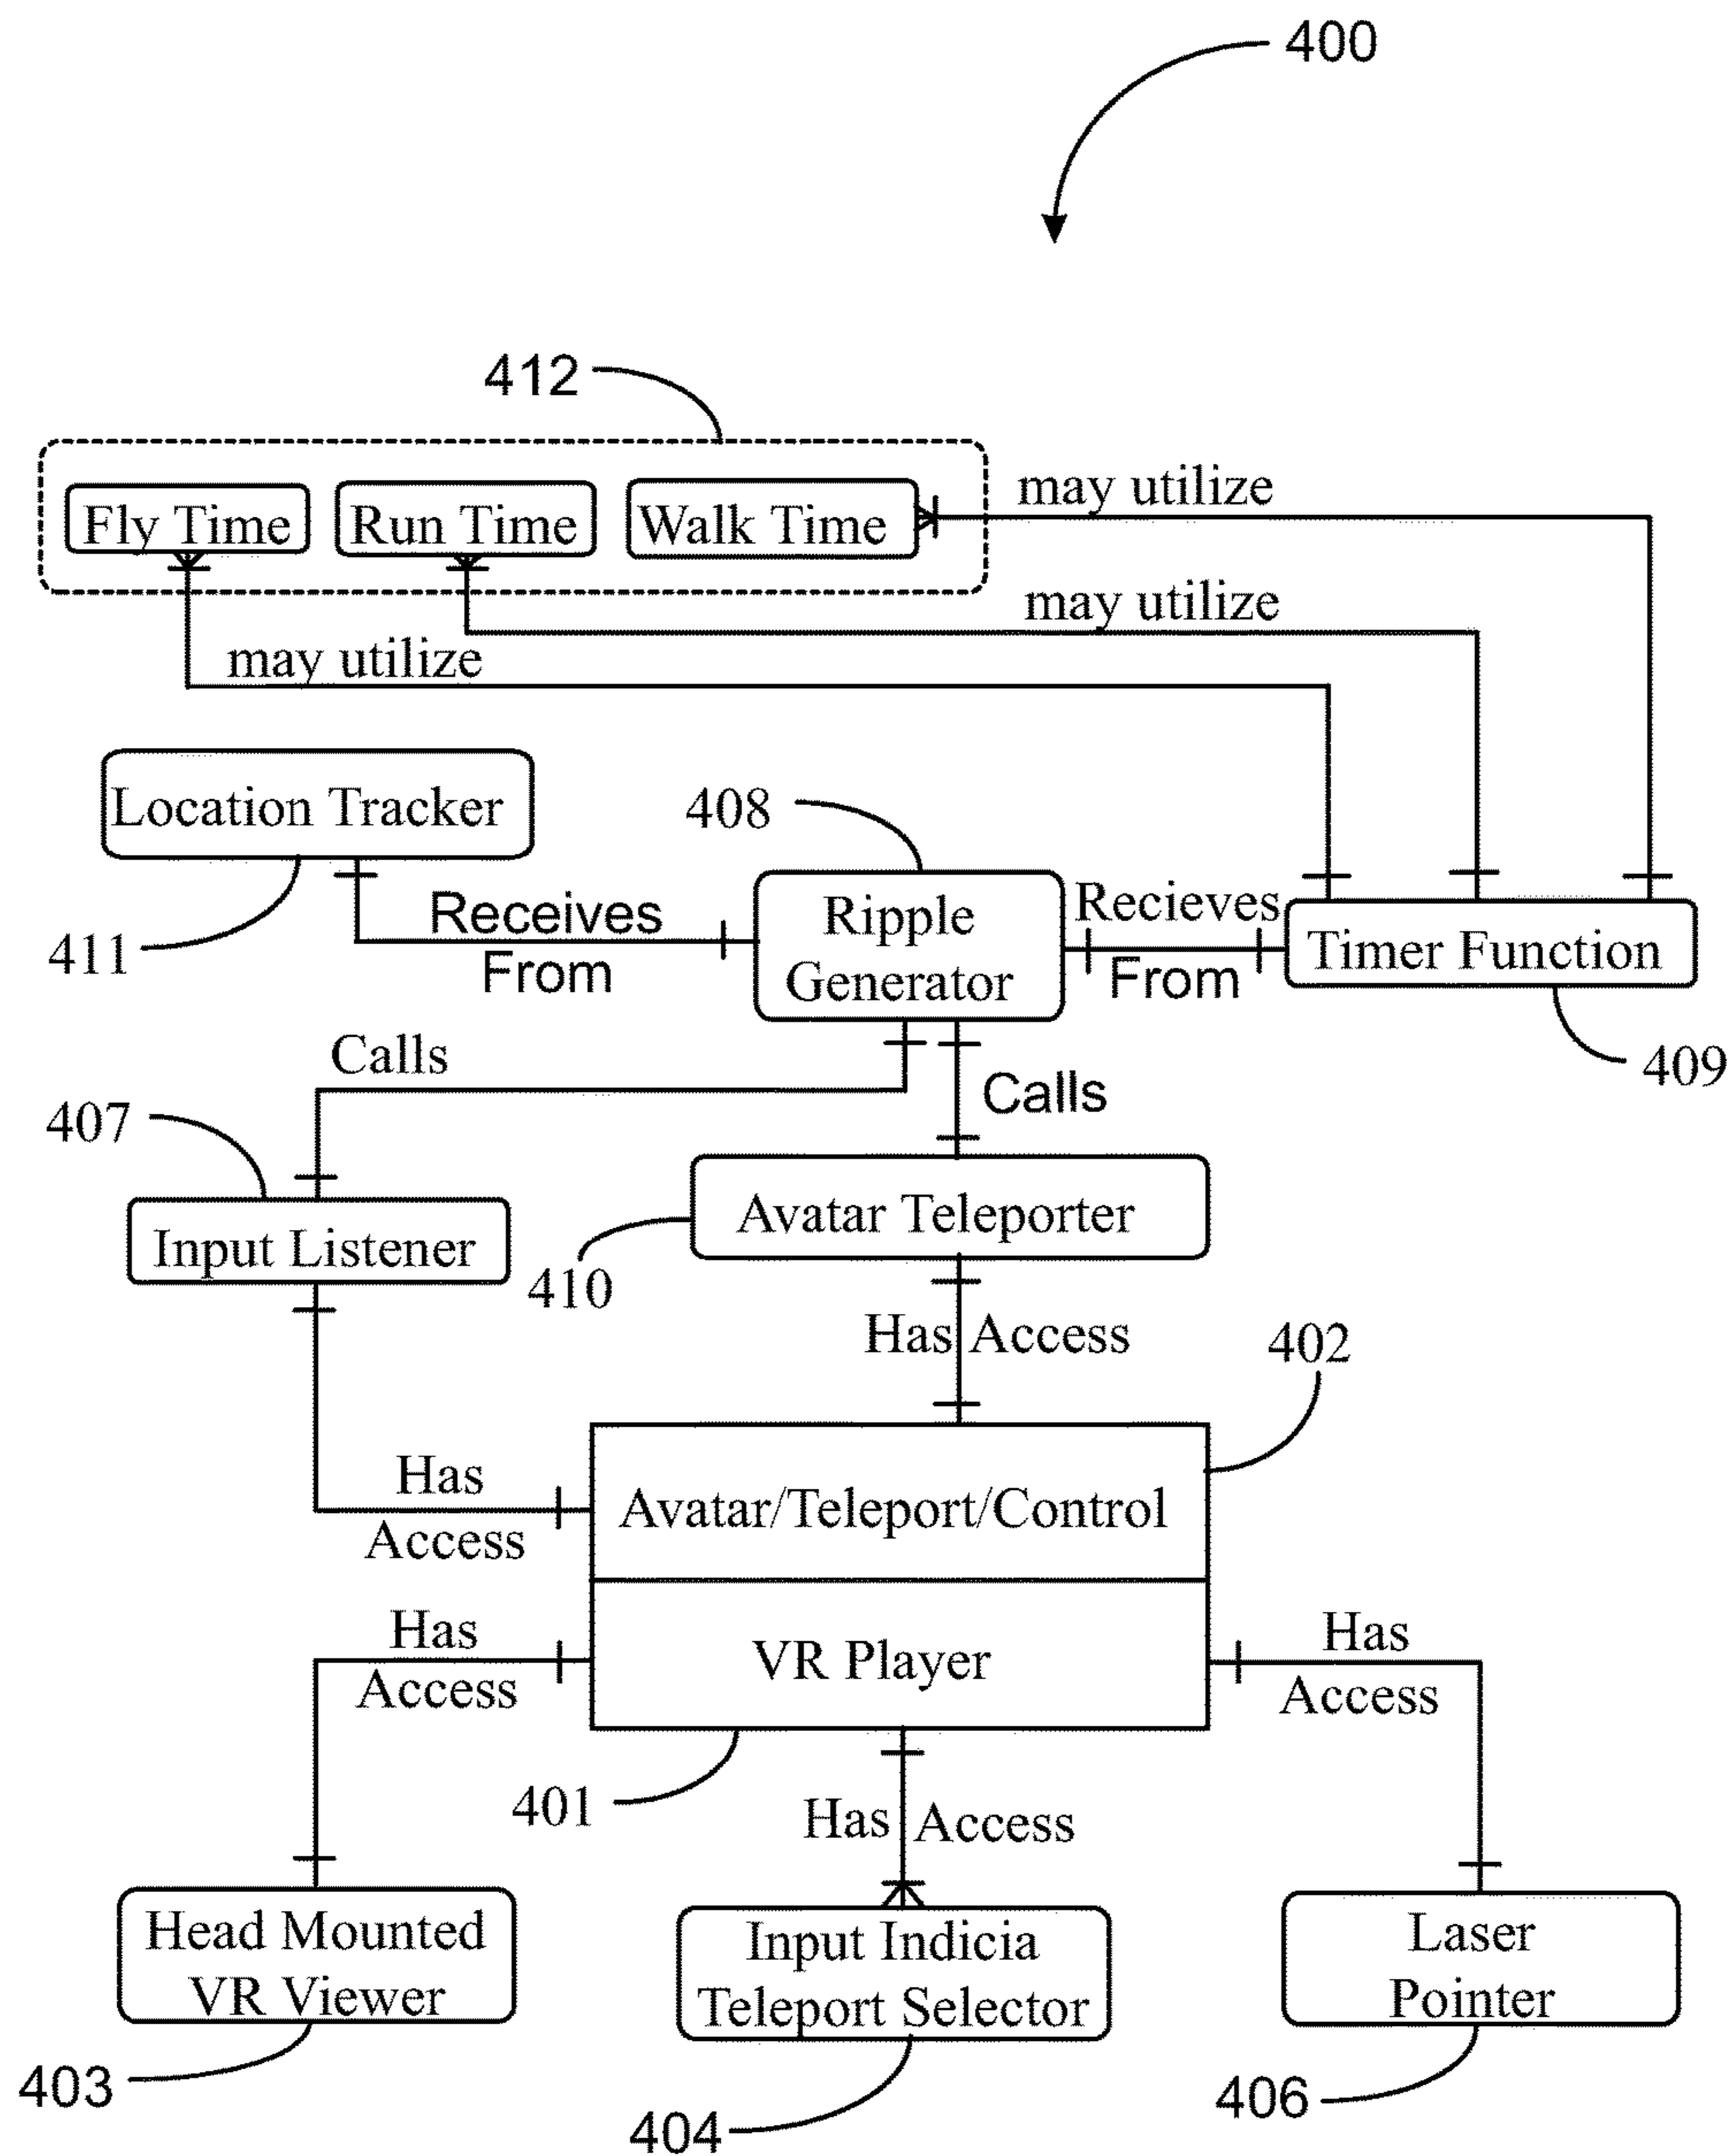 400
412
Fly Time
Run Time
Walk Time
may utilize
may utilize
may utilize
Location Tracker
411
408
Receives
From
Ripple
Generator
Recieves
From
Timer Function
409
Calls
Calls
407
Input Listener
Avatar Teleporter
410
Has Access
402
Has
Access
Avatar/Teleport/Control
Has
Access
VR Player
Has
Access
401
Has Access
Head Mounted
VR Viewer
403
Input Indicia
Teleport Selector
404
Laser
Pointer
406